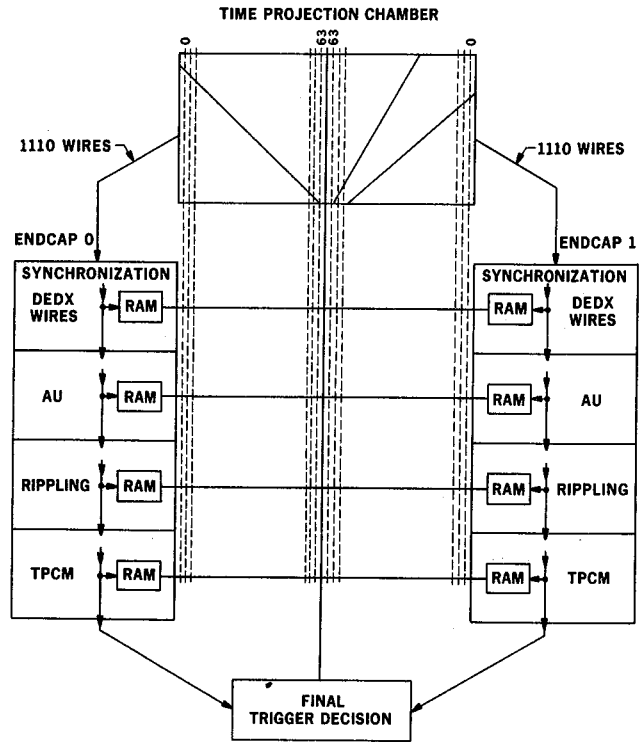 TIME PROJECTION CHAMBER
0 63 63 0
1110 WIRES
1110 WIRES
ENDCAP 0
ENDCAP 1
SYNCHRONIZATION
DEDX
WIRES
RAM
AU
RAM
RIPPLING
RAM
TPCM
RAM
SYNCHRONIZATION
RAM
DEDX
WIRES
RAM
AU
RAM
RIPPLING
RAM
TPCM
FINAL
TRIGGER DECISION